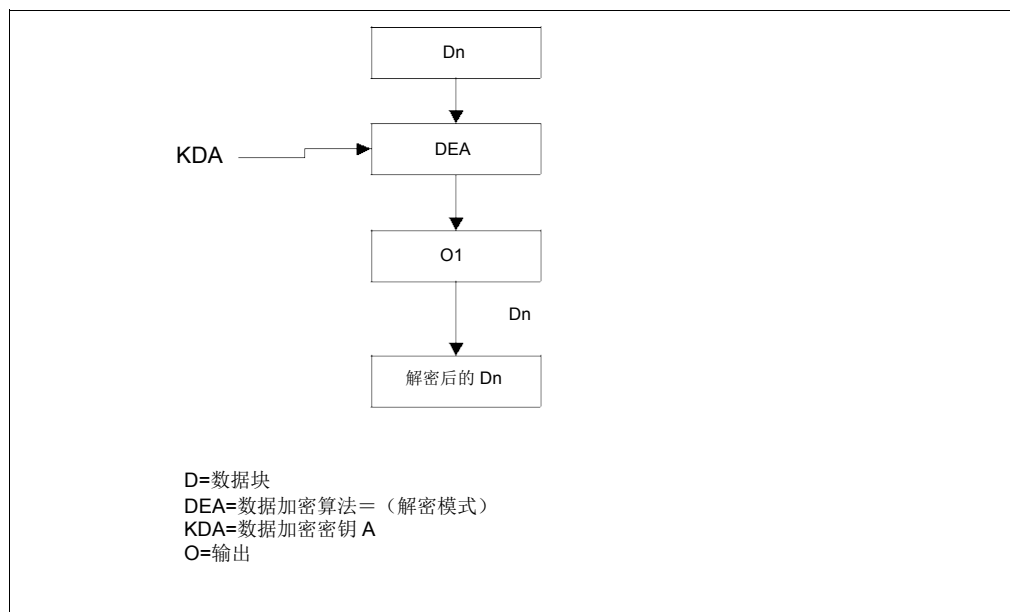 Dn
KDA
DEA
O1
Dn
解密后的 Dn
D=数据块
DEA=数据加密算法＝（解密模式）
KDA=数据加密密钥 A
O=输出